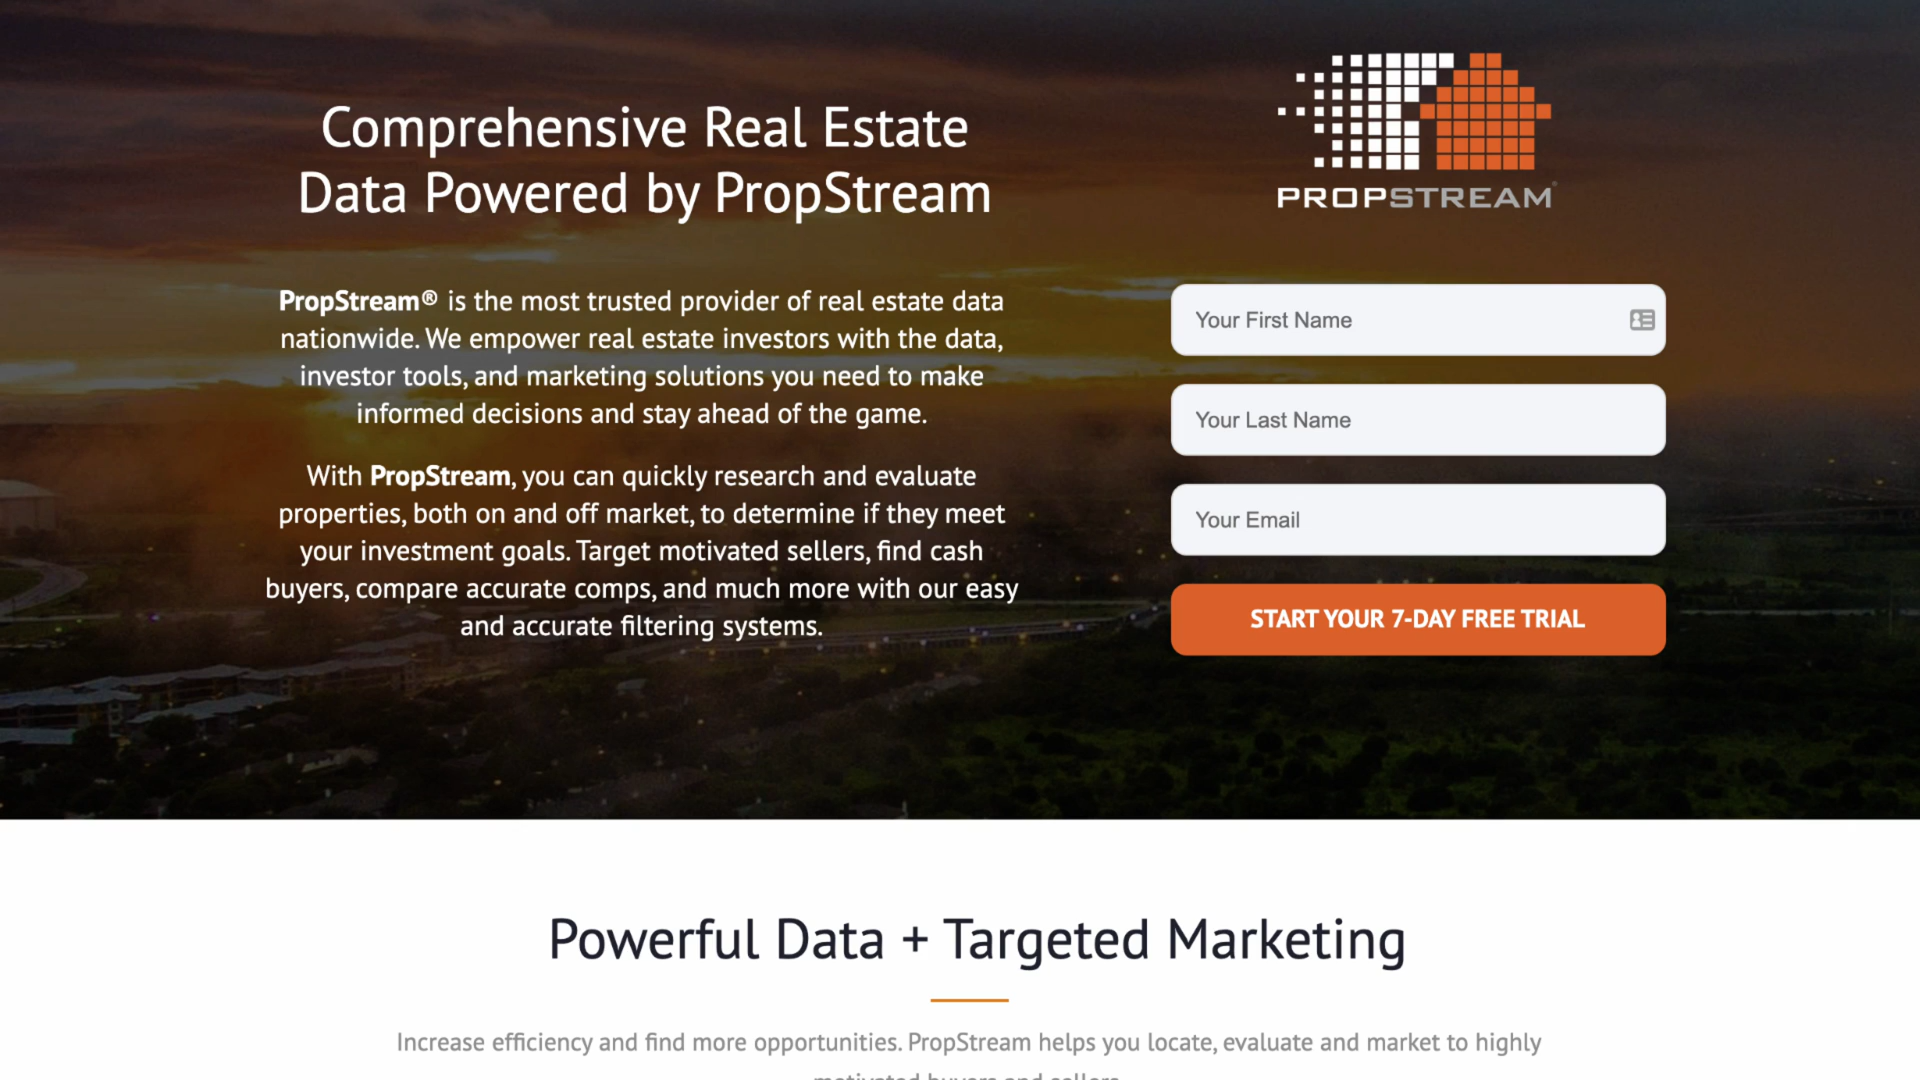 Comprehensive Real Estate
Data Powered by PropStream
PropStream® is the most trusted provider of real estate data
nationwide. We empower real estate investors with the data,
investor tools, and marketing solutions you need to make
informed decisions and stay ahead of the game.
With PropStream, you can quickly research and evaluate
properties, both on and off market, to determine if they meet
your investment goals. Target motivated sellers, find cash
buyers, compare accurate comps, and much more with our easy
and accurate filtering systems.
PROPSTREAM
Your First Name
Your Last Name
Your Email
START YOUR 7-DAY FREE TRIAL
Powerful Data + Targeted Marketing
Increase efficiency and find more opportunities. PropStream helps you locate, evaluate and market to highly
motivated buyers and sellers